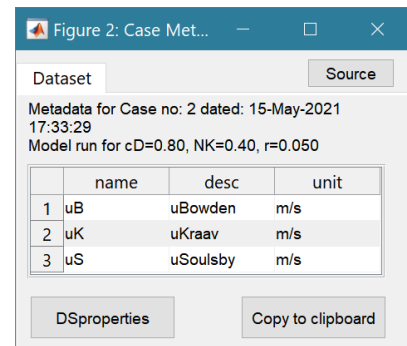 Figure 2: Case Met...
Dataset
Source
Metadata for Case no: 2 dated: 15-May-2021
17:33:29
Model run for cD=0.80, NK=0.40, r=0.050
name desc unit
1 uB uBowden m/s
2 uK uKraav m/s
3 uS uSoulsby m/s
DSproperties
Copy to clipboard